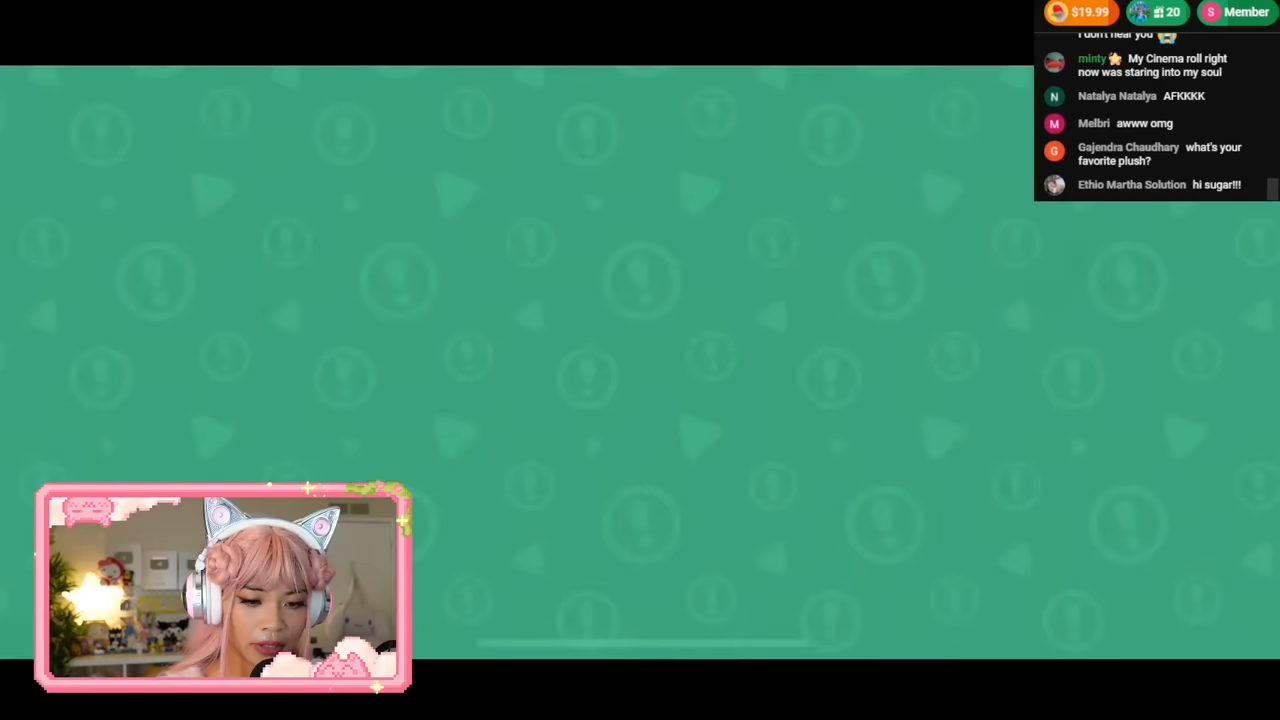 $19.99 20 S Member
I don't hear you
minty My Cinema roll right
now was staring into my soul
N Natalya Natalya AFKKKK
M Melbri awww omg
G Gajendra Chaudhary what's your
favorite plush?
Ethio Martha Solution hi sugar!!!